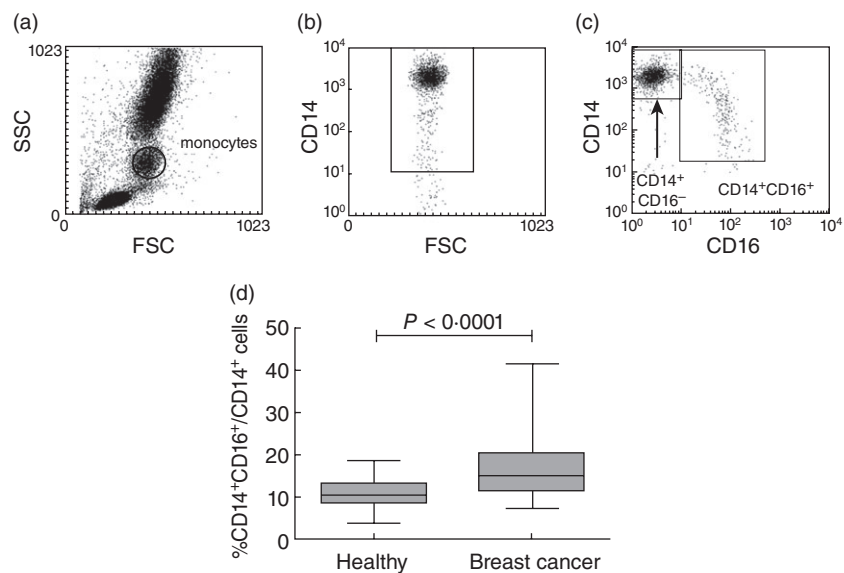 (a)
1023
SSC
monocytes
0
0
1023
FSC
(b)
10⁴
10³
CD14
10²
10¹
10⁰
0
1023
FSC
(c)
10⁴
10³
CD14
10²
10¹
10⁰
CD14⁺
CD16⁻
CD14⁺CD16⁺
10⁰ 10¹ 10² 10³ 10⁴
CD16
(d)
P < 0·0001
%CD14⁺CD16⁺/CD14⁺ cells
50
40
30
20
10
0
Healthy
Breast cancer